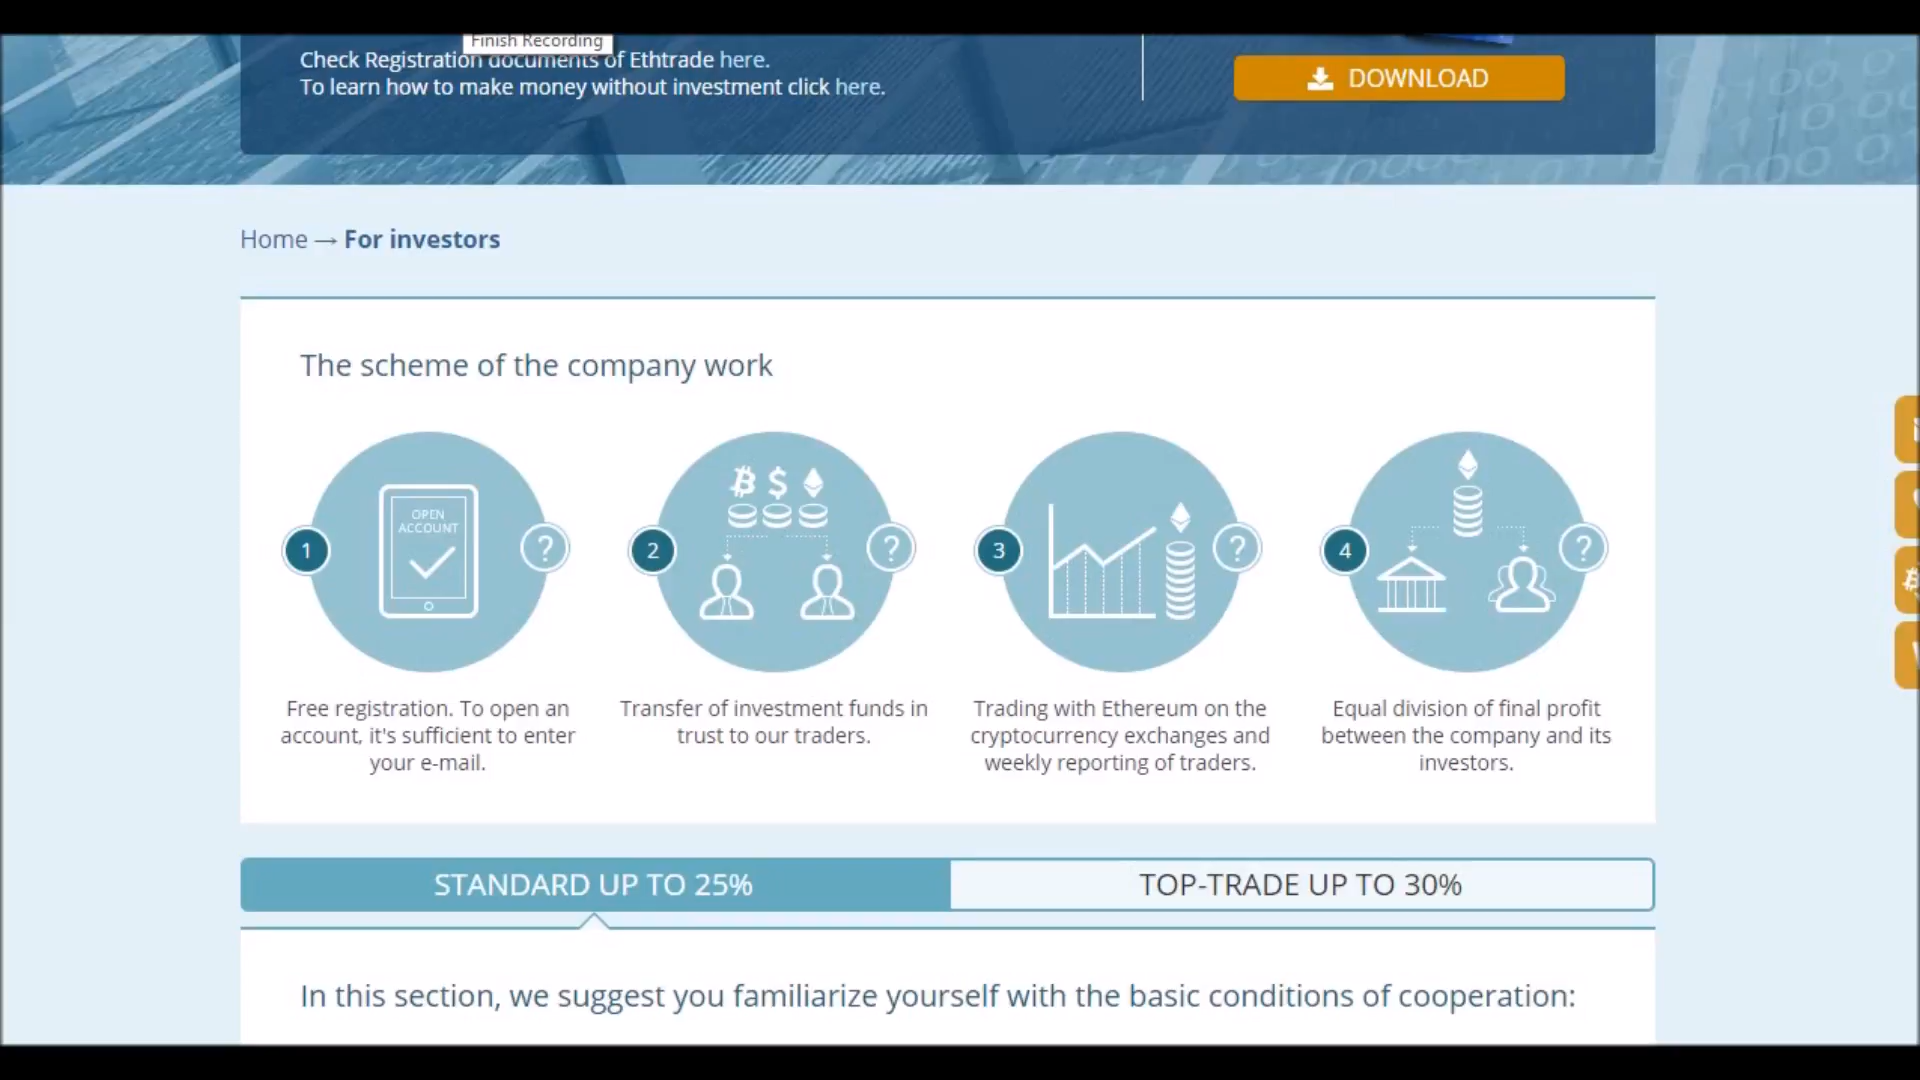 Finish Recording
Check Registration documents of Ethtrade here.
To learn how to make money without investment click here.
DOWNLOAD
Home → For investors
The scheme of the company work
OPEN
ACCOUNT
1 ?
2 ?
3 ?
4 ?
Free registration. To open an
account, it's sufficient to enter
your e-mail.
Transfer of investment funds in
trust to our traders.
Trading with Ethereum on the
cryptocurrency exchanges and
weekly reporting of traders.
Equal division of final profit
between the company and its
investors.
STANDARD UP TO 25%
TOP-TRADE UP TO 30%
In this section, we suggest you familiarize yourself with the basic conditions of cooperation: